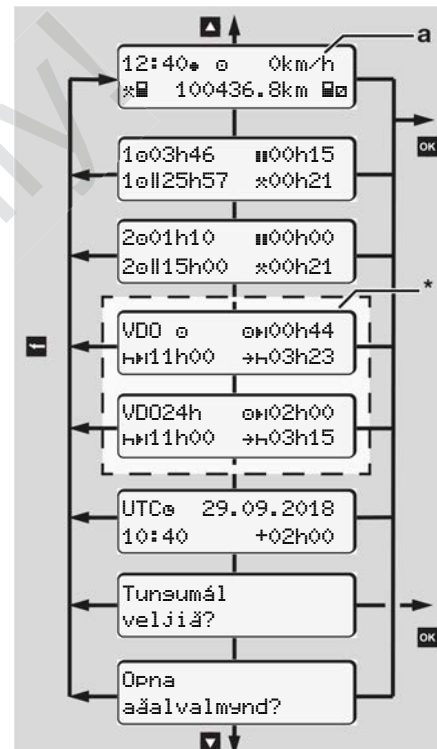 12:40● ⊙ 0km/h
100436.8km
a
OK
1⊙03h46 00h15
1⊙||25h57 00h21
2⊙01h10 00h00
2⊙||15h00 00h21
*
VDO ⊙ 00h44
11h00 03h23
VDO24h 02h00
11h00 03h15
UTC 29.09.2018
10:40 +02h00
Tungumál
veljið?
OK
Opna
aðalvalmynd?